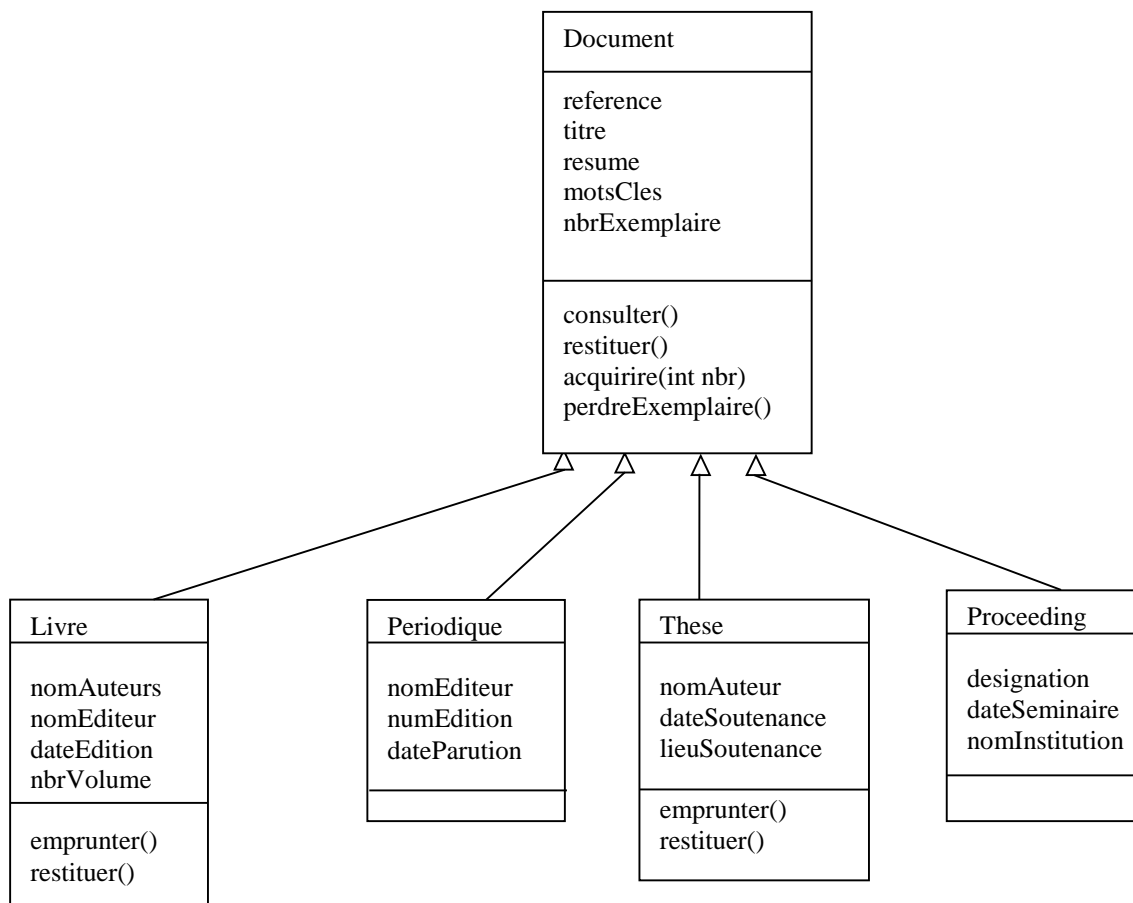 Document
reference
titre
resume
motsCles
nbrExemplaire
consulter()
restituer()
acquirire(int nbr)
perdreExemplaire()
Livre
nomAuteurs
nomEditeur
dateEdition
nbrVolume
emprunter()
restituer()
Periodique
nomEditeur
numEdition
dateParution
These
nomAuteur
dateSoutenance
lieuSoutenance
emprunter()
restituer()
Proceeding
designation
dateSeminaire
nomInstitution